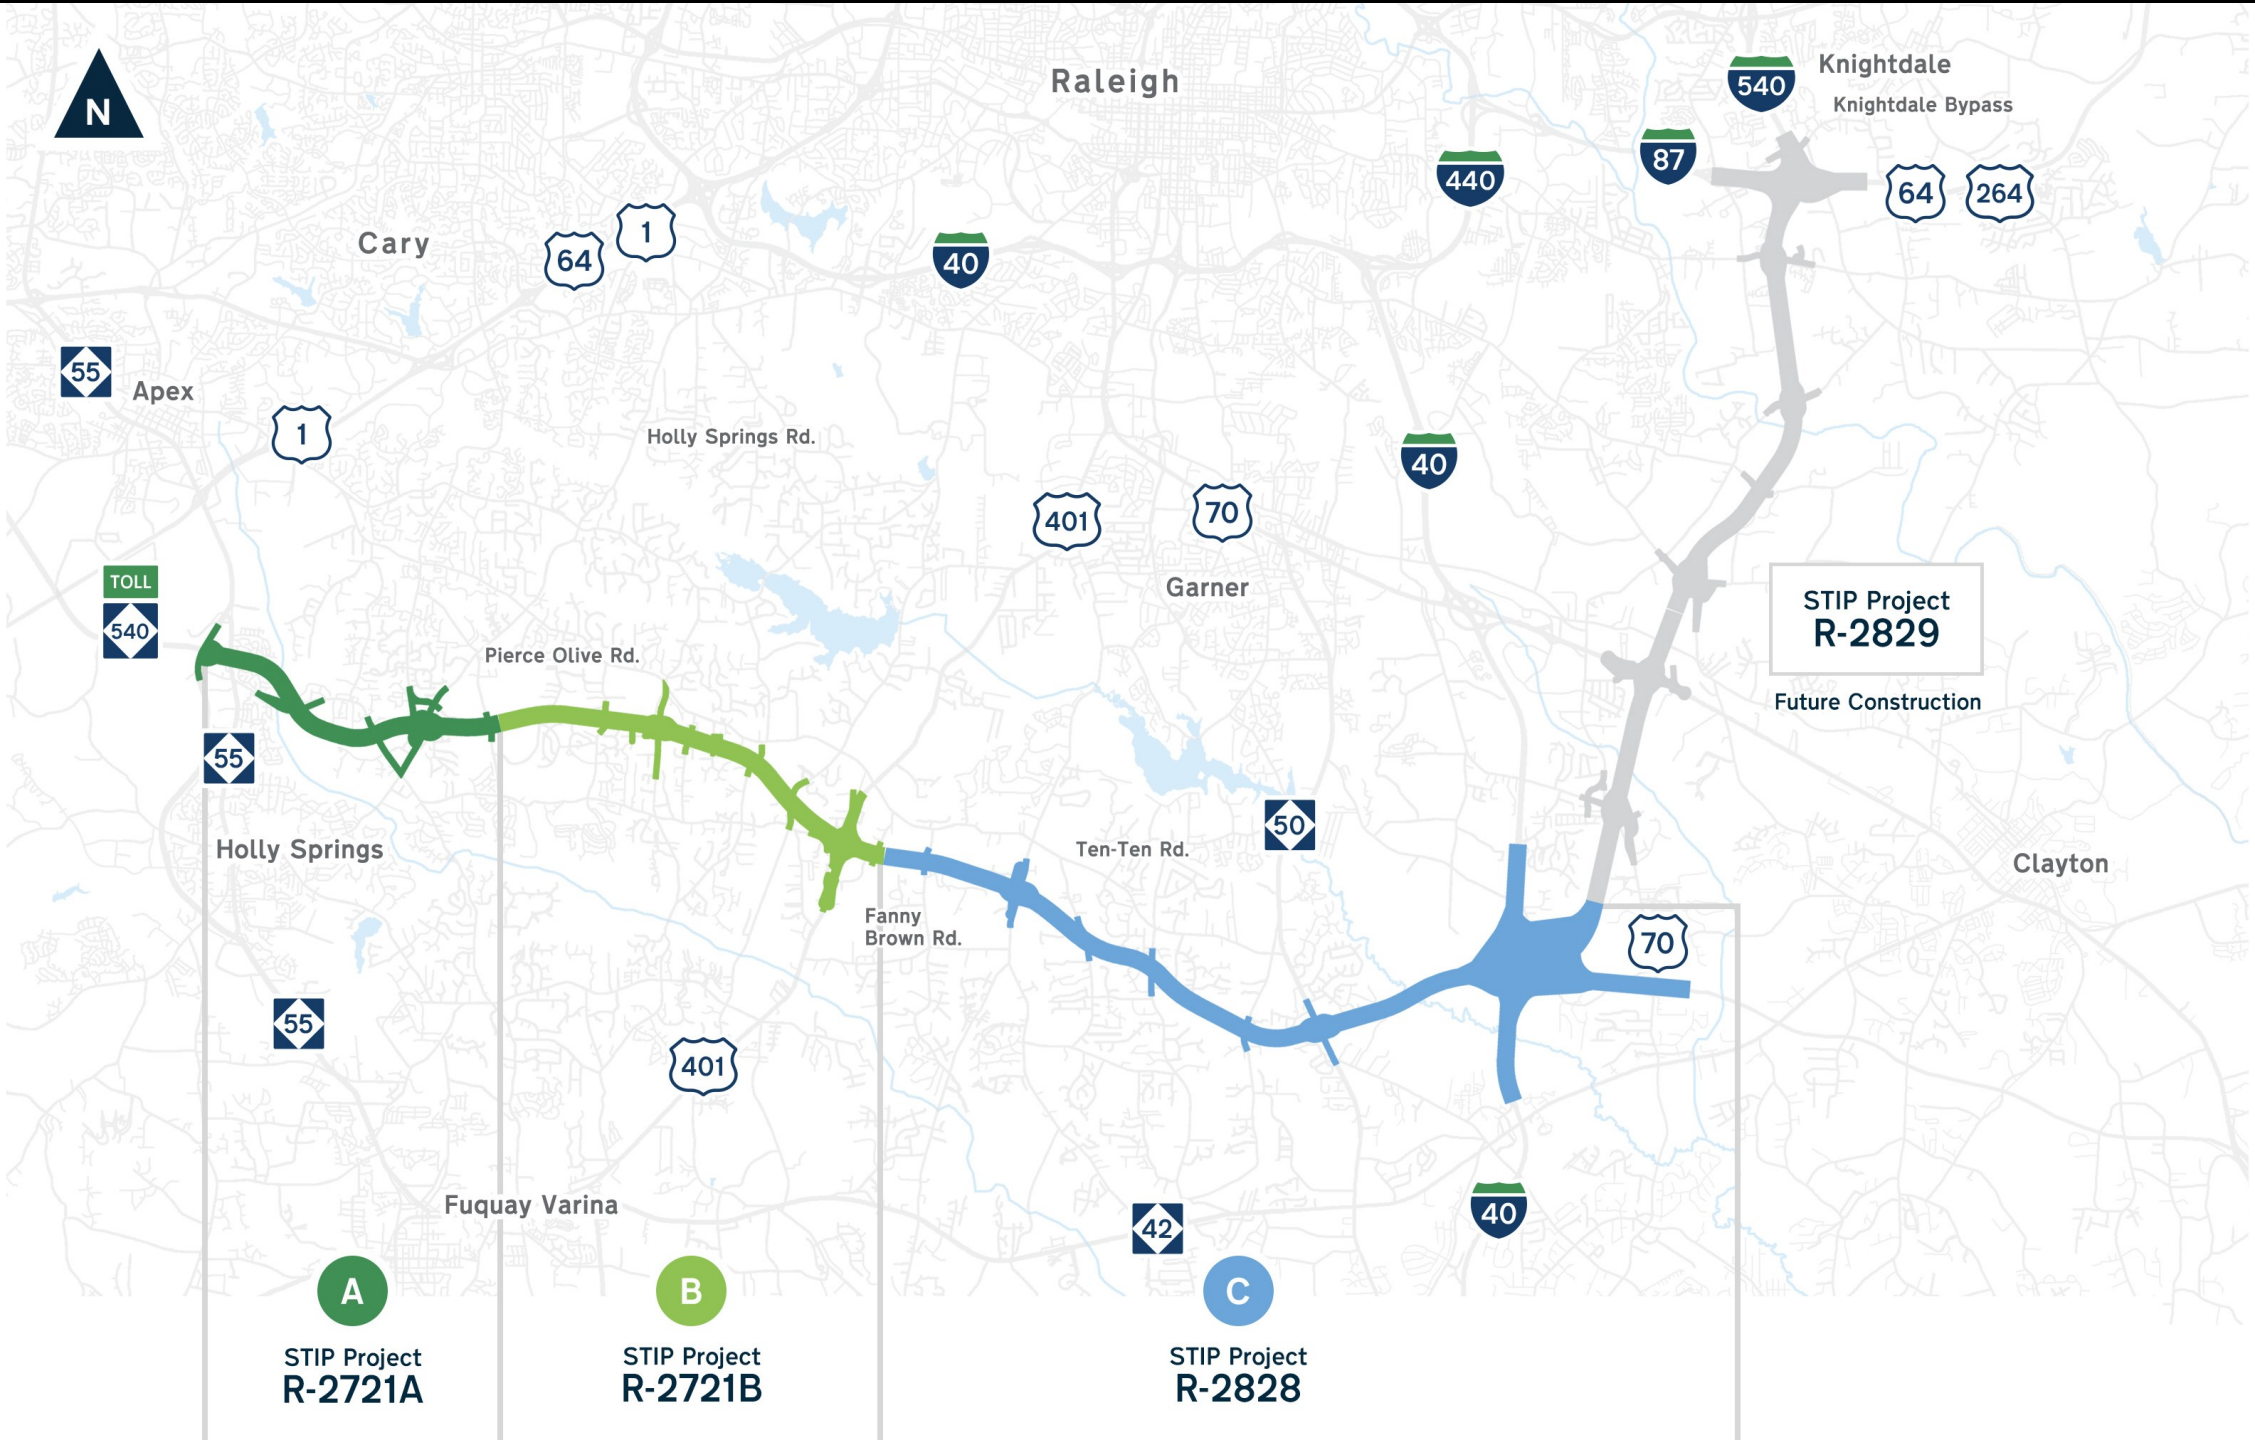 N
Raleigh
540
Knightdale
Knightdale Bypass
87
440
64
264
Cary
1
64
40
55
Apex
1
Holly Springs Rd.
40
401
70
Garner
TOLL
540
STIP Project
R-2829
Future Construction
Pierce Olive Rd.
55
Holly Springs
50
Ten-Ten Rd.
Clayton
Fanny
Brown Rd.
70
55
401
Fuquay Varina
42
40
A
STIP Project
R-2721A
B
STIP Project
R-2721B
C
STIP Project
R-2828